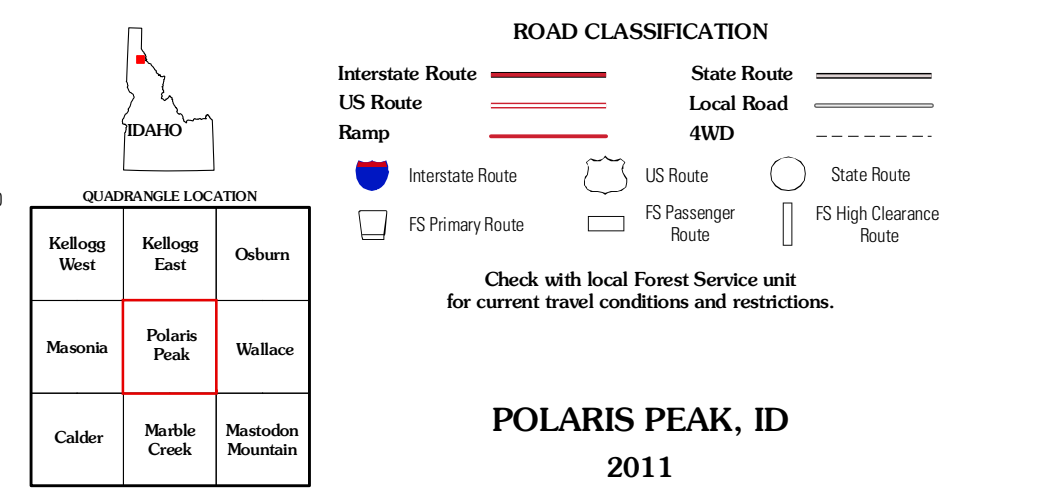 IDAHO
QUADRANGLE LOCATION
Kellogg
West
Kellogg
East
Osburn
Masonia
Polaris
Peak
Wallace
Calder
Marble
Creek
Mastodon
Mountain
ROAD CLASSIFICATION
Interstate Route
State Route
US Route
Local Road
Ramp
4WD
Interstate Route
US Route
State Route
FS Primary Route
FS Passenger
Route
FS High Clearance
Route
Check with local Forest Service unit
for current travel conditions and restrictions.
POLARIS PEAK, ID
2011